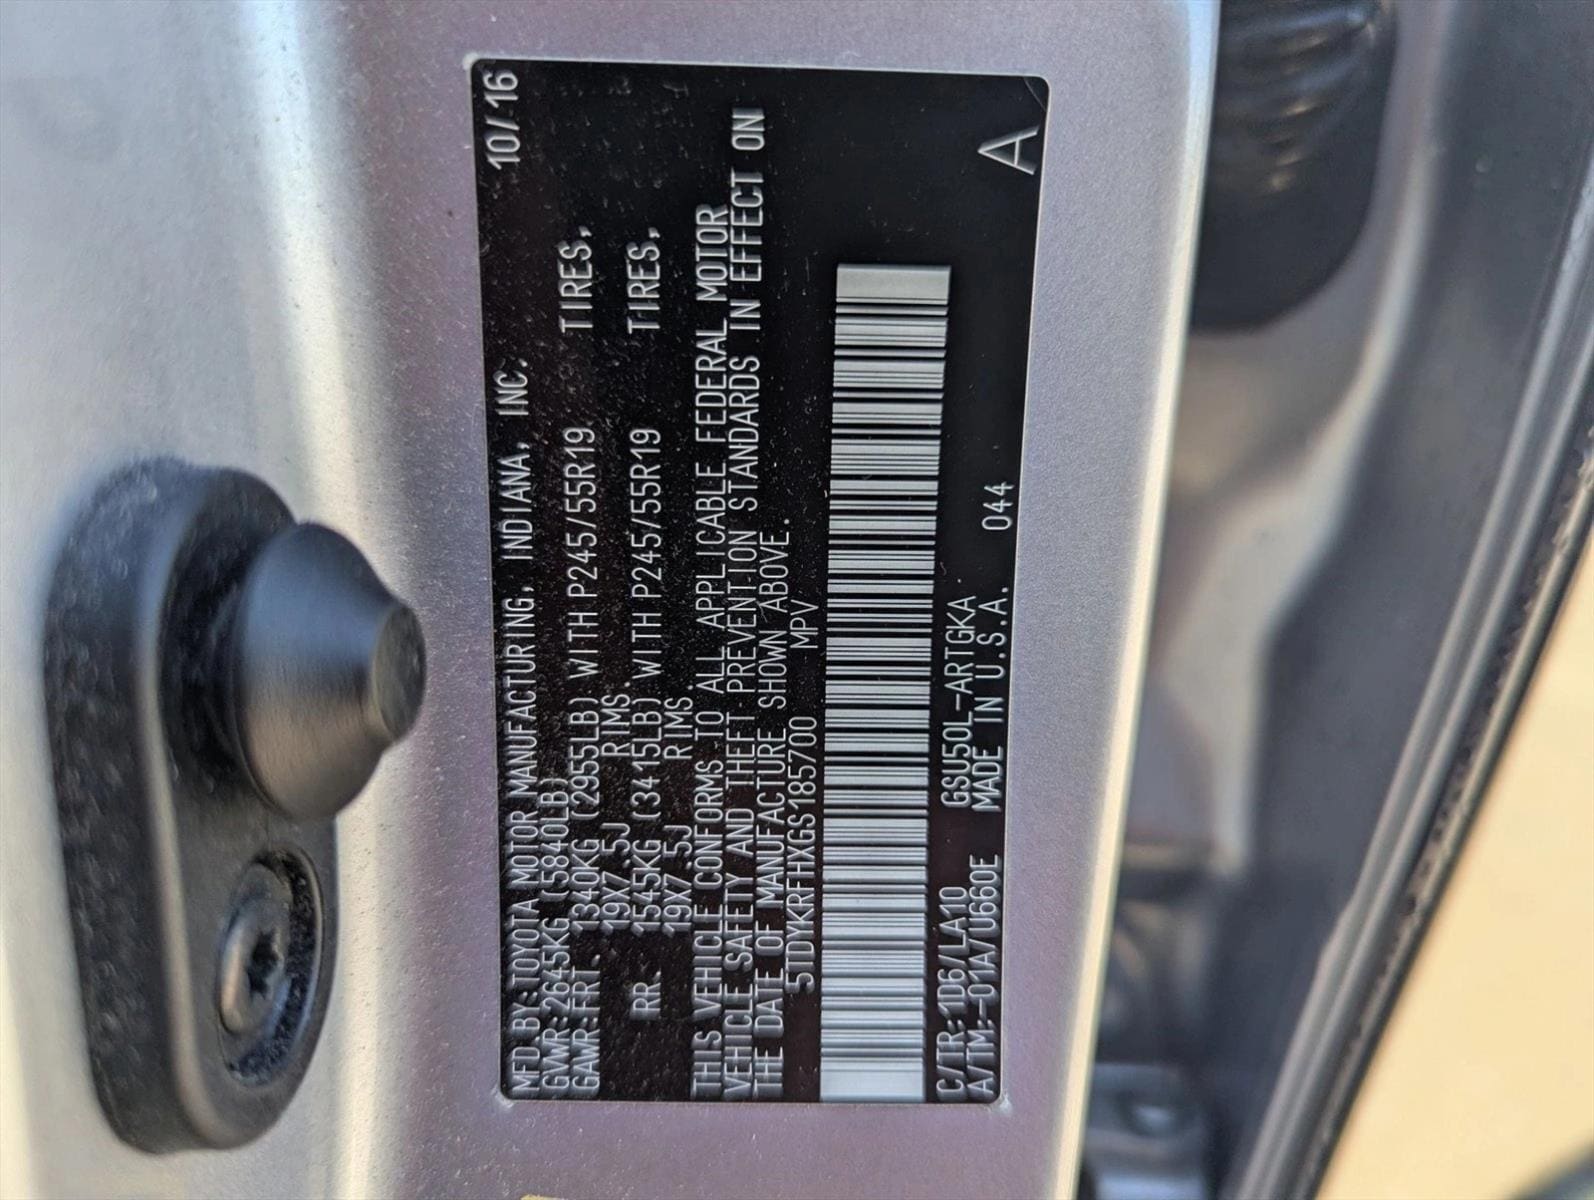 MFD BY:TOYOTA MOTOR MANUFACTURING, INDIANA, INC. 10/16
GVWR:2645KG (5840LB)
GAWR:FRT. 1340KG (2955LB) WITH P245/55R19 TIRES,
19X7.5J RIMS.
RR. 1545KG (3415LB) WITH P245/55R19 TIRES,
19X7.5J RIMS.
THIS VEHICLE CONFORMS TO ALL APPLICABLE FEDERAL MOTOR
VEHICLE SAFETY AND THEFT PREVENTION STANDARDS IN EFFECT ON
THE DATE OF MANUFACTURE SHOWN ABOVE.
5TDYKRFHXGS185700 MPV
C/TR:1D6/LA10 GSU50L-ARTGKA
A/TM:-01A/U660E MADE IN U.S.A. 044 A